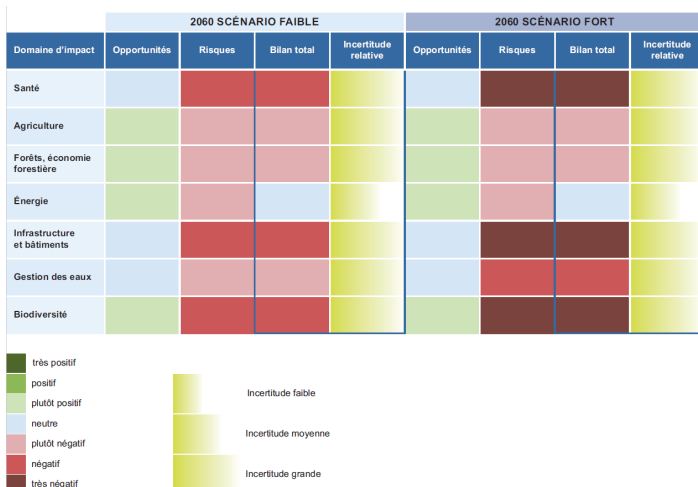 2060 SCÉNARIO FAIBLE
2060 SCÉNARIO FORT
Domaine d'impact
Opportunités
Risques
Bilan total
Incertitude
relative
Opportunités
Risques
Bilan total
Incertitude
relative
Santé
Agriculture
Forêts, économie
forestière
Énergie
Infrastructure
et bâtiments
Gestion des eaux
Biodiversité
très positif
positif
plutôt positif
neutre
plutôt négatif
négatif
très négatif
Incertitude faible
Incertitude moyenne
Incertitude grande